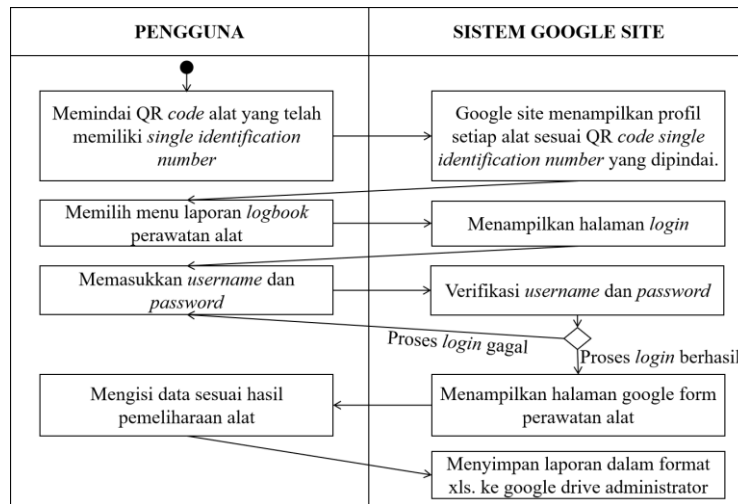 PENGGUNA
SISTEM GOOGLE SITE
Memindai QR code alat yang telah
memiliki single identification
number
Google site menampilkan profil
setiap alat sesuai QR code single
identification number yang dipindai.
Memilih menu laporan logbook
perawatan alat
Menampilkan halaman login
Memasukkan username dan
password
Verifikasi username dan password
Proses login gagal
Proses login berhasil
Mengisi data sesuai hasil
pemeliharaan alat
Menampilkan halaman google form
perawatan alat
Menyimpan laporan dalam format
xls. ke google drive administrator